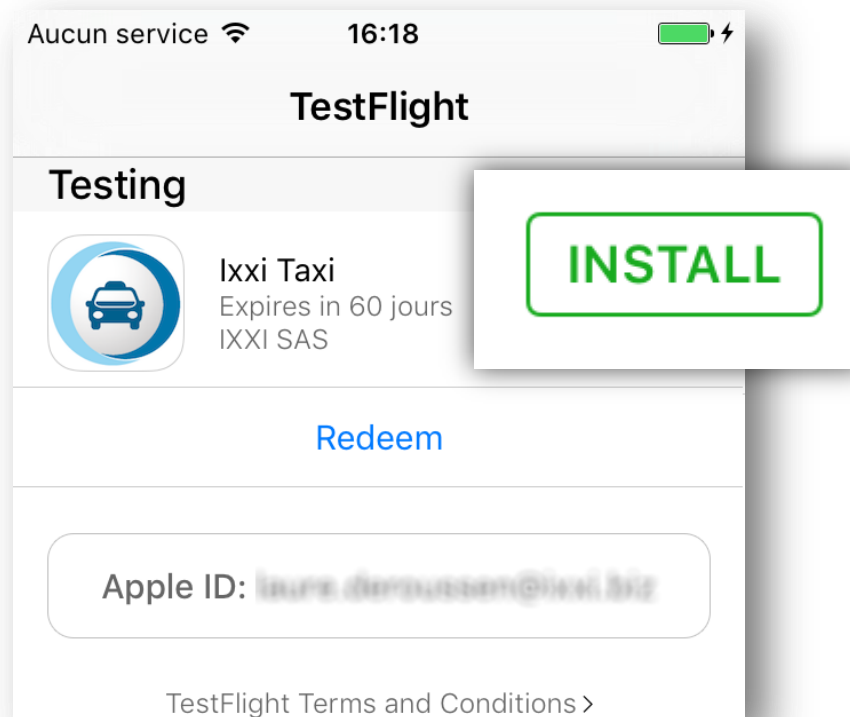 Aucun service 16:18
TestFlight
Testing
Ixxi Taxi
Expires in 60 jours
IXXI SAS
INSTALL
Redeem
Apple ID:
TestFlight Terms and Conditions >